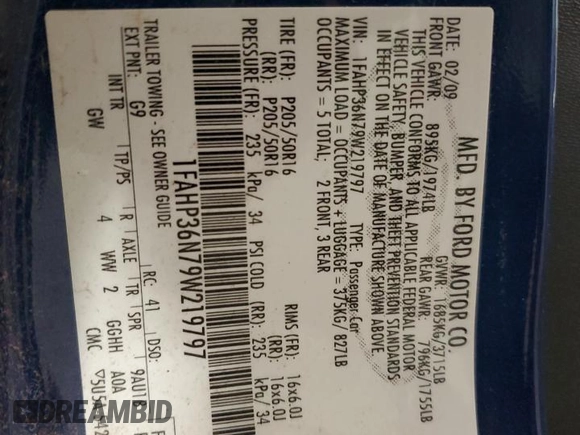 MFD. BY FORD MOTOR CO.
DATE: 02/09 GVWR: 1685KG/3715LB
FRONT GAWR: 895KG/1974LB REAR GAWR: 796KG/1755LB
THIS VEHICLE CONFORMS TO ALL APPLICABLE FEDERAL MOTOR
VEHICLE SAFETY, BUMPER, AND THEFT PREVENTION STANDARDS
IN EFFECT ON THE DATE OF MANUFACTURE SHOWN ABOVE.
VIN: 1FAHP36N79W219797 TYPE: Passenger Car
MAXIMUM LOAD = OCCUPANTS + LUGGAGE = 375KG/ 827LB
OCCUPANTS = 5 TOTAL; 2 FRONT, 3 REAR
TIRE (FR): P205/50R16 RIMS (FR): 16x6.0J
(RR): P205/50R16 (RR): 16x6.0J
PRESSURE (FR): 235 kPa/ 34 PSI COLD (RR): 235 kPa/ 34
1FAHP36N79W219797
TRAILER TOWING - SEE OWNER GUIDE
EXT PNT: G9 RC: 41 DSO:
INT TR TP/PS R AXLE TR SPR
GW 4 WW 2 GGHH A0A CMC
DREAMBID